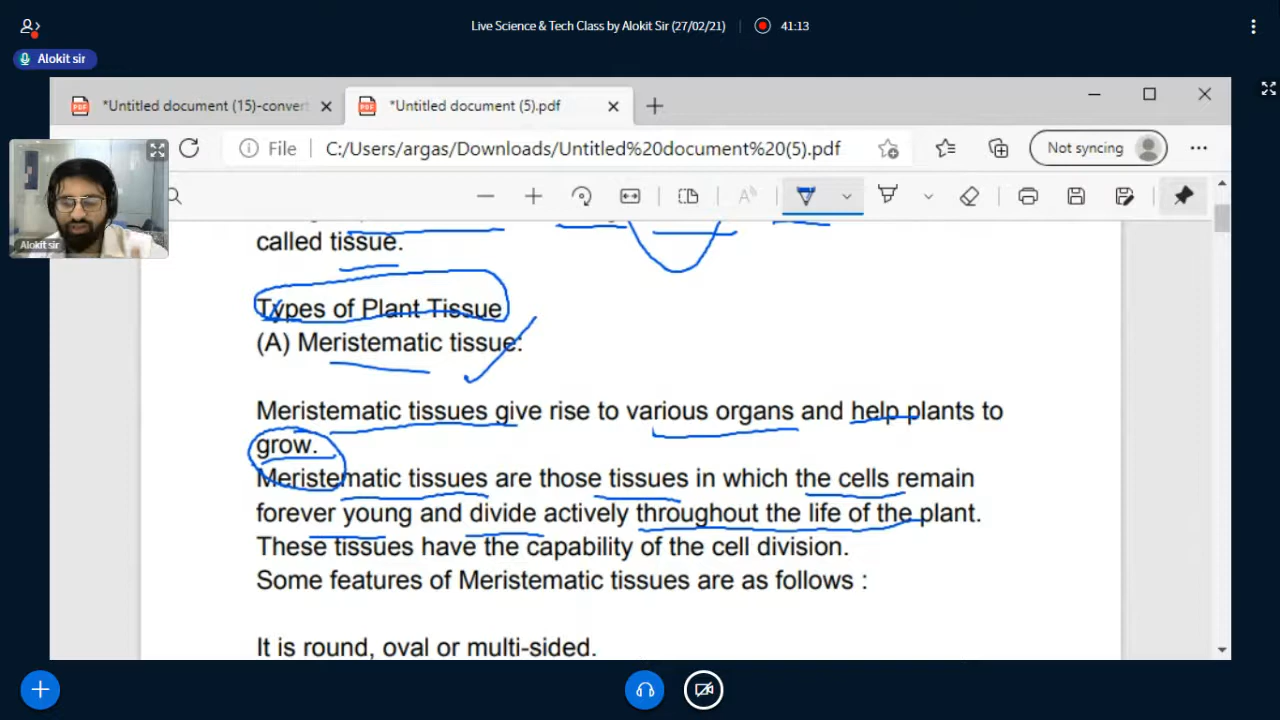 Live Science & Tech Class by Alokit Sir (27/02/21)
41:13
Alokit sir
*Untitled document (15)-convert
*Untitled document (5).pdf
File
C:/Users/argas/Downloads/Untitled%20document%20(5).pdf
Not syncing
Alokit sir
called tissue.
Types of Plant Tissue
(A) Meristematic tissue:
Meristematic tissues give rise to various organs and help plants to
grow.
Meristematic tissues are those tissues in which the cells remain
forever young and divide actively throughout the life of the plant.
These tissues have the capability of the cell division.
Some features of Meristematic tissues are as follows :
It is round, oval or multi-sided.